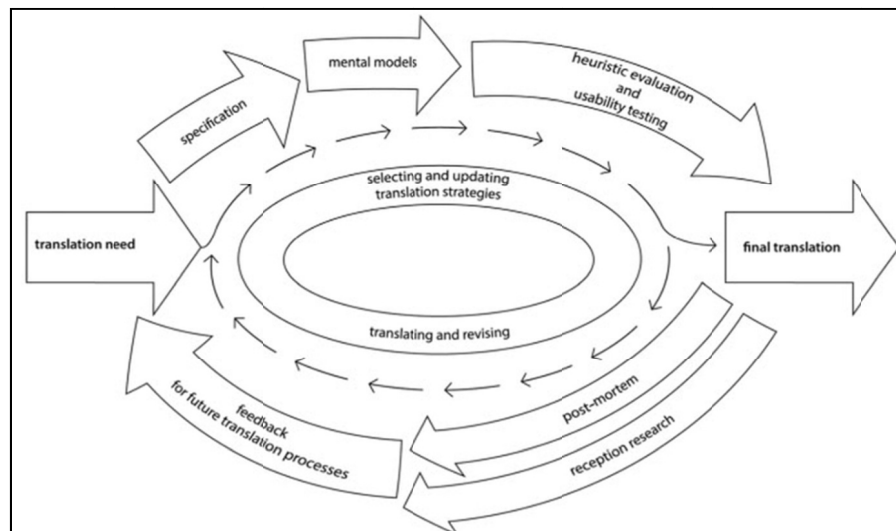 mental models
heuristic evaluation
and
usability testing
specification
selecting and updating
translation strategies
translation need
final translation
translating and revising
post-mortem
reception research
feedback
for future translation processes